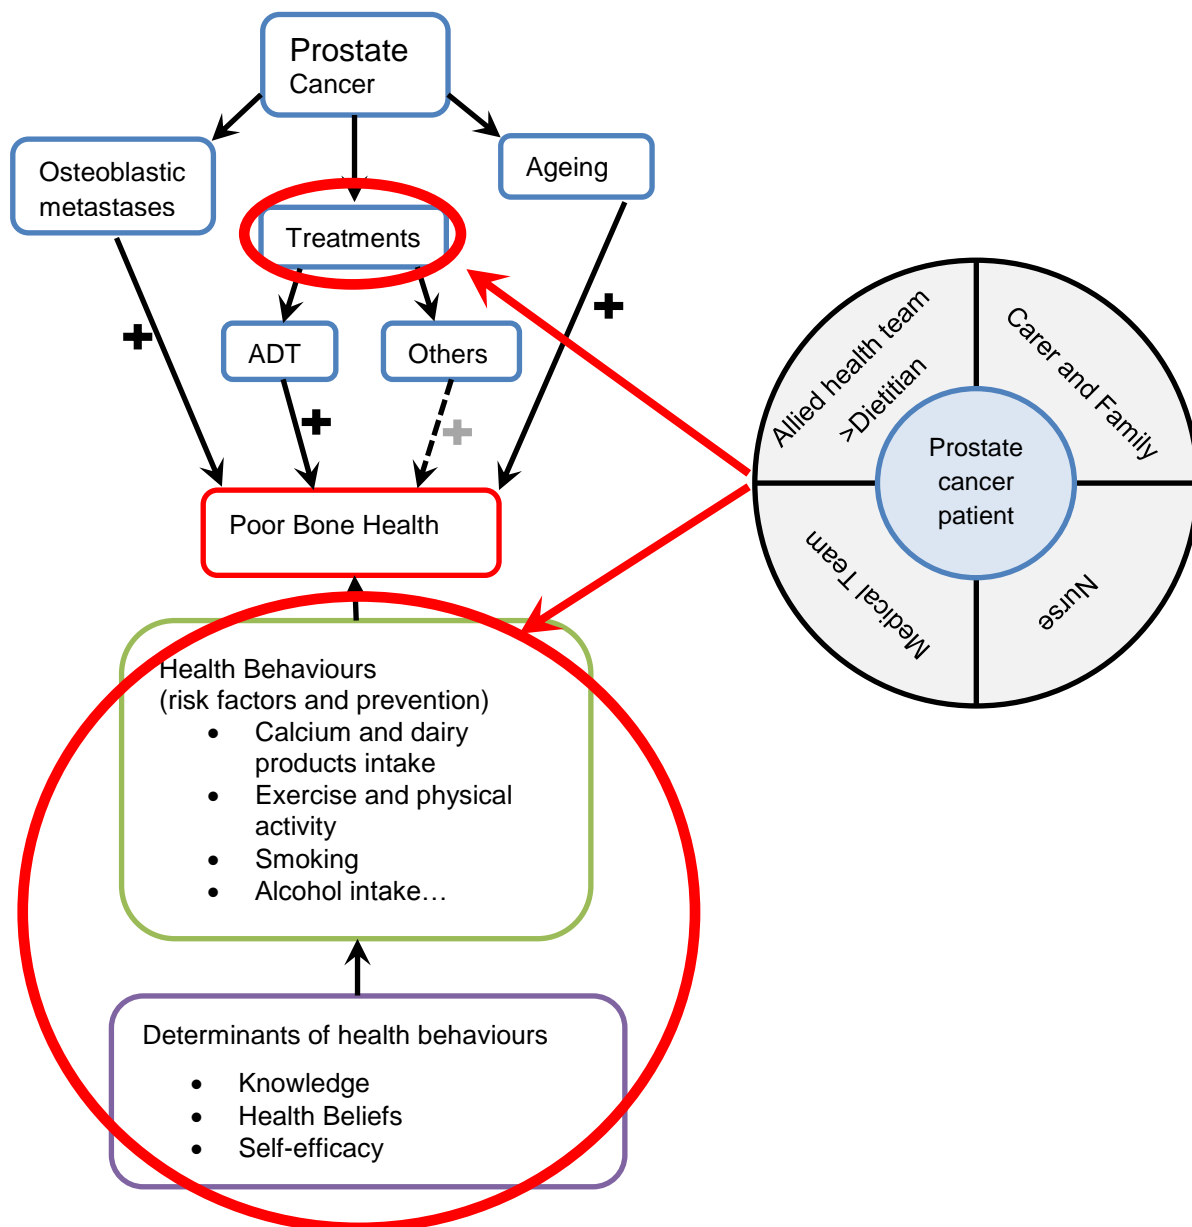 Prostate
Cancer
Osteoblastic
metastases
Ageing
Treatments
ADT
Others
Poor Bone Health
Health Behaviours
(risk factors and prevention)
• Calcium and dairy
products intake
• Exercise and physical
activity
• Smoking
• Alcohol intake…
Determinants of health behaviours
• Knowledge
• Health Beliefs
• Self-efficacy
Allied health team
>Dietitian
Carer and Family
Prostate
cancer
patient
Medical Team
Nurse